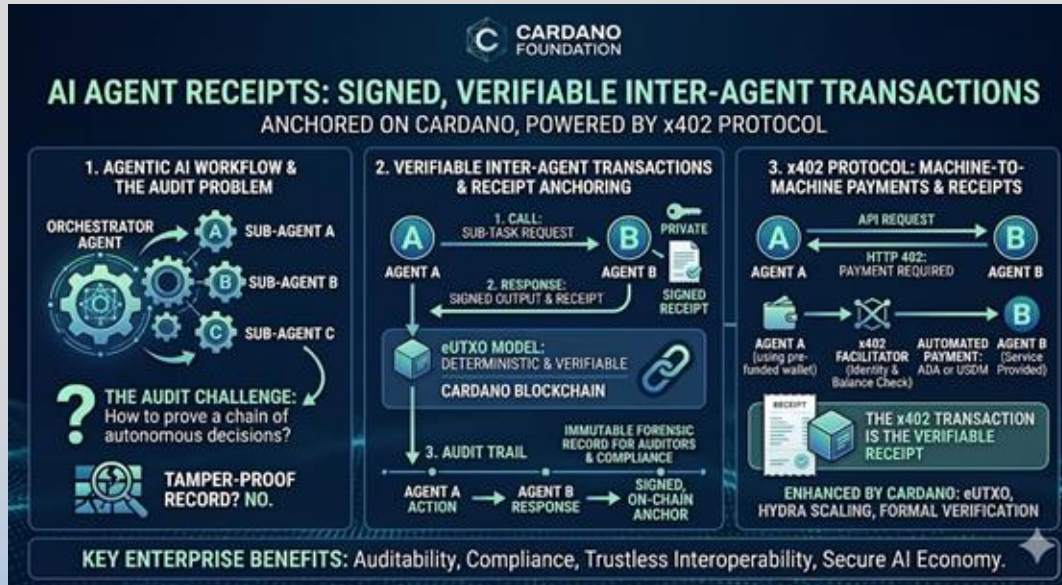 CARDANO
FOUNDATION
AI AGENT RECEIPTS: SIGNED, VERIFIABLE INTER-AGENT TRANSACTIONS
ANCHORED ON CARDANO, POWERED BY x402 PROTOCOL
1. AGENTIC AI WORKFLOW &
THE AUDIT PROBLEM
ORCHESTRATOR
AGENT
A
SUB-AGENT A
B
SUB-AGENT B
C
SUB-AGENT C
?
THE AUDIT CHALLENGE:
How to prove a chain of
autonomous decisions?
TAMPER-PROOF
RECORD? NO.
2. VERIFIABLE INTER-AGENT TRANSACTIONS
& RECEIPT ANCHORING
A
AGENT A
1. CALL:
SUB-TASK REQUEST
B
AGENT B
PRIVATE
SIGNED
RECEIPT
2. RESPONSE:
SIGNED OUTPUT & RECEIPT
eUTXO MODEL:
DETERMINISTIC & VERIFIABLE
CARDANO BLOCKCHAIN
IMMUTABLE FORENSIC
RECORD FOR AUDITORS
& COMPLIANCE
3. AUDIT TRAIL
AGENT A
ACTION
AGENT B
RESPONSE
SIGNED,
ON-CHAIN
ANCHOR
3. x402 PROTOCOL: MACHINE-TO-
MACHINE PAYMENTS & RECEIPTS
A
AGENT A
API REQUEST
HTTP 402:
PAYMENT REQUIRED
B
AGENT B
B
AGENT A
(using pre-
funded wallet)
x402
FACILITATOR
(Identity &
Balance Check)
AUTOMATED
PAYMENT:
ADA or USDM
AGENT B
(Service
Provided)
RECEIPT
THE x402 TRANSACTION
IS THE VERIFIABLE
RECEIPT
ENHANCED BY CARDANO: eUTXO,
HYDRA SCALING, FORMAL VERIFICATION
KEY ENTERPRISE BENEFITS: Auditability, Compliance, Trustless Interoperability, Secure AI Economy.